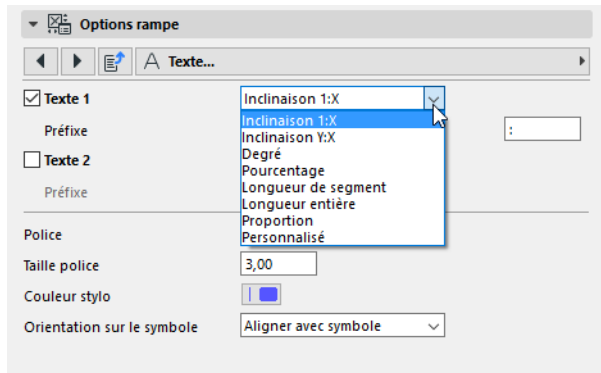 Options rampe
Texte...
Texte 1
Inclinaison 1:X
Inclinaison 1:X
Préfixe
:
Inclinaison Y:X
Texte 2
Degré
Pourcentage
Préfixe
Longueur de segment
Longueur entière
Proportion
Police
Personnalisé
Taille police
3,00
Couleur stylo
Orientation sur le symbole
Aligner avec symbole